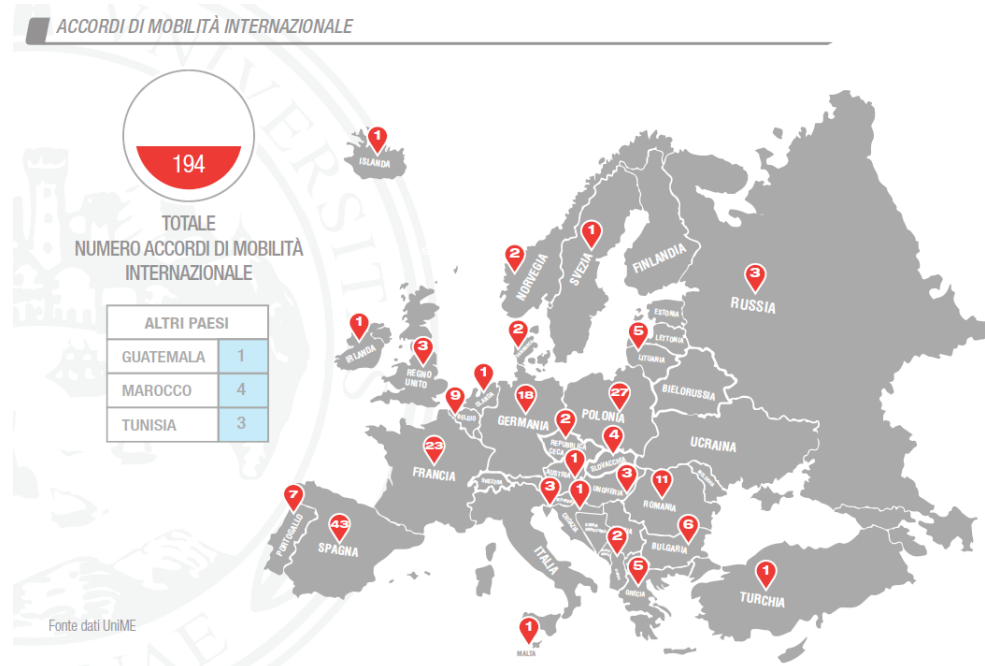 ACCORDI DI MOBILITÀ INTERNAZIONALE
194
TOTALE
NUMERO ACCORDI DI MOBILITÀ
INTERNAZIONALE
ALTRI PAESI
GUATEMALA 1
MAROCCO 4
TUNISIA 3
1
ISLANDA
2
NORVEGIA
1
SVEZIA
FINLANDIA
3
RUSSIA
ESTONIA
LETTONIA
5
LITUANIA
BIELORUSSIA
1
IRLANDA
3
REGNO
UNITO
2
1
9
BELGIO
18
GERMANIA
27
POLONIA
UCRAINA
2
REPUBBLICA
CECA
4
SLOVACCHIA
23
FRANCIA
SVIZZERA
1
AUSTRIA
3
UNGHERIA
11
ROMANIA
3
1
CROAZIA
7
PORTOGALLO
43
SPAGNA
ITALIA
2
6
BULGARIA
5
GRECIA
1
TURCHIA
1
MALTA
Fonte dati UniME